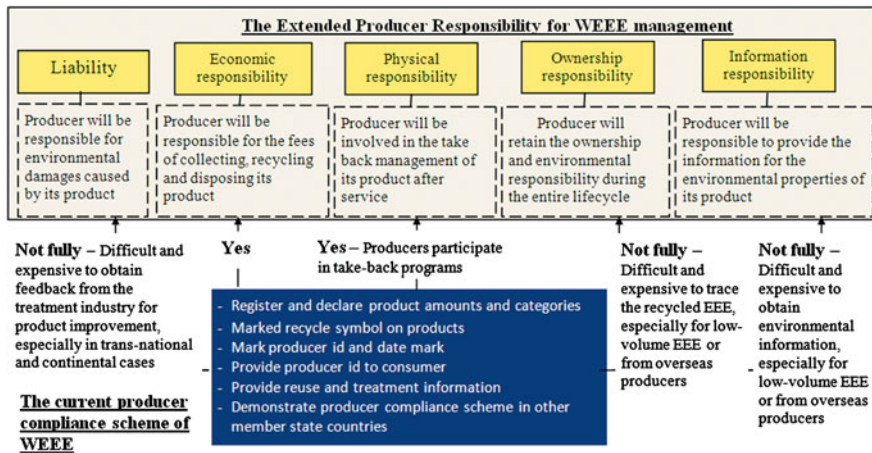 The Extended Producer Responsibility for WEEE management
Liability
Economic
responsibility
Physical
responsibility
Ownership
responsibility
Information
responsibility
Producer will be
responsible for
environmental
damages caused
by its product
Producer will be
responsible for the fees
of collecting, recycling
and disposing its
product
Producer will be
involved in the take
back management of
its product after
service
Producer will
retain the ownership
and environmental
responsibility during
the entire lifecycle
Producer will be
responsible to provide the
information for the
environmental properties of
its product
Not fully – Difficult and
expensive to obtain
feedback from the
treatment industry for
product improvement,
especially in trans-national
and continental cases
Yes
Yes – Producers participate
in take-back programs
Not fully –
Difficult and
expensive to trace
the recycled EEE,
especially for low-
volume EEE or
from overseas
producers
Not fully –
Difficult and
expensive to
obtain
environmental
information,
especially for
low-volume EEE
or from overseas
producers
- Register and declare product amounts and categories
- Marked recycle symbol on products
- Mark producer id and date mark
- Provide producer id to consumer
- Provide reuse and treatment information
- Demonstrate producer compliance scheme in other
member state countries
The current producer
compliance scheme of
WEEE